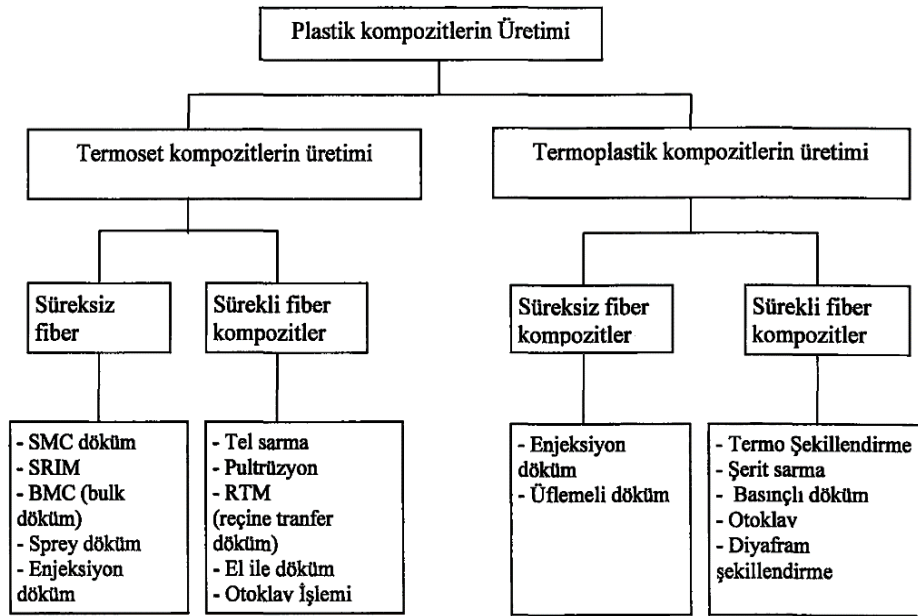 Plastik kompozitlerin Üretimi
Termoset kompozitlerin üretimi
Termoplastik kompozitlerin üretimi
Süreksiz
fiber
Sürekli fiber
kompozitler
Süreksiz fiber
kompozitler
Sürekli fiber
kompozitler
- SMC döküm
- SRIM
- BMC (bulk
döküm)
- Sprey döküm
- Enjeksiyon
döküm
- Tel sarma
- Pultrüzyon
- RTM
(reçine tranfer
döküm)
- El ile döküm
- Otoklav İşlemi
- Enjeksiyon
döküm
- Üflemeli döküm
- Termo Şekillendirme
- Şerit sarma
- Basınçlı döküm
- Otoklav
- Diyafram
şekillendirme